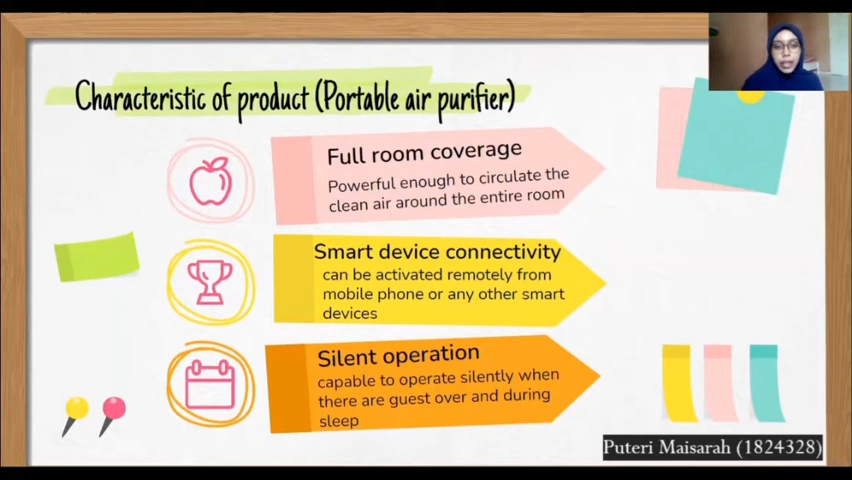 Characteristic of product (Portable air purifier)
Full room coverage
Powerful enough to circulate the
clean air around the entire room
Smart device connectivity
can be activated remotely from
mobile phone or any other smart
devices
Silent operation
capable to operate silently when
there are guest over and during
sleep
Puteri Maisarah (1824328)